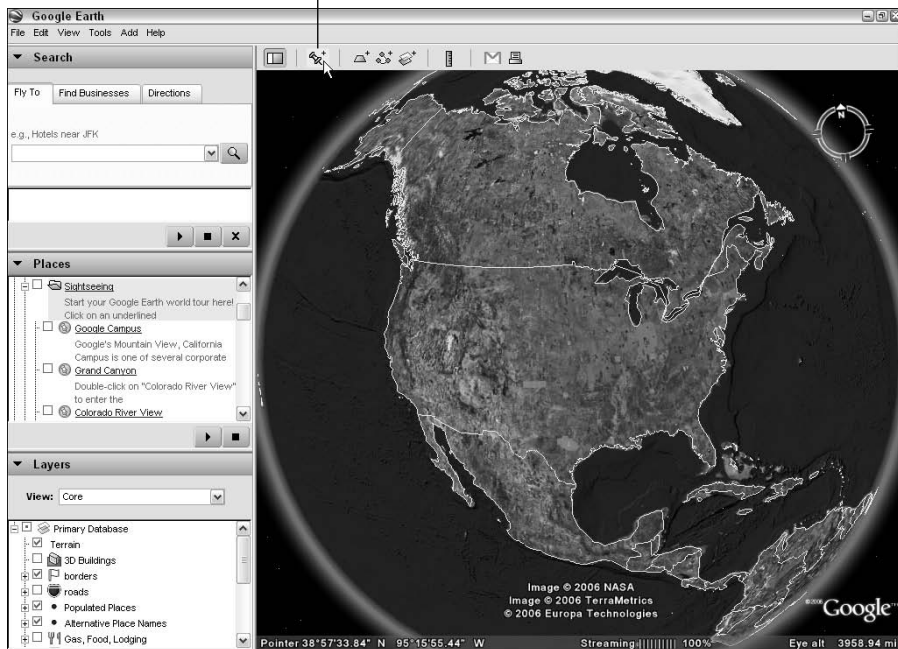 Google Earth
File Edit View Tools Add Help
Search
Fly To Find Businesses Directions
e.g., Hotels near JFK
Places
Sightseeing
Start your Google Earth world tour here!
Click on an underlined
Google Campus
Google's Mountain View, California
Campus is one of several corporate
Grand Canyon
Double-click on "Colorado River View"
to enter the
Colorado River View
Layers
View: Core
Primary Database
Terrain
3D Buildings
borders
roads
Populated Places
Alternative Place Names
Gas, Food, Lodging
N
Image © 2006 NASA
Image © 2006 TerraMetrics
© 2006 Europa Technologies
©2006 Google™
Pointer 38°57'33.84" N 95°15'55.44" W Streaming |||||||||| 100% Eye alt 3958.94 mi